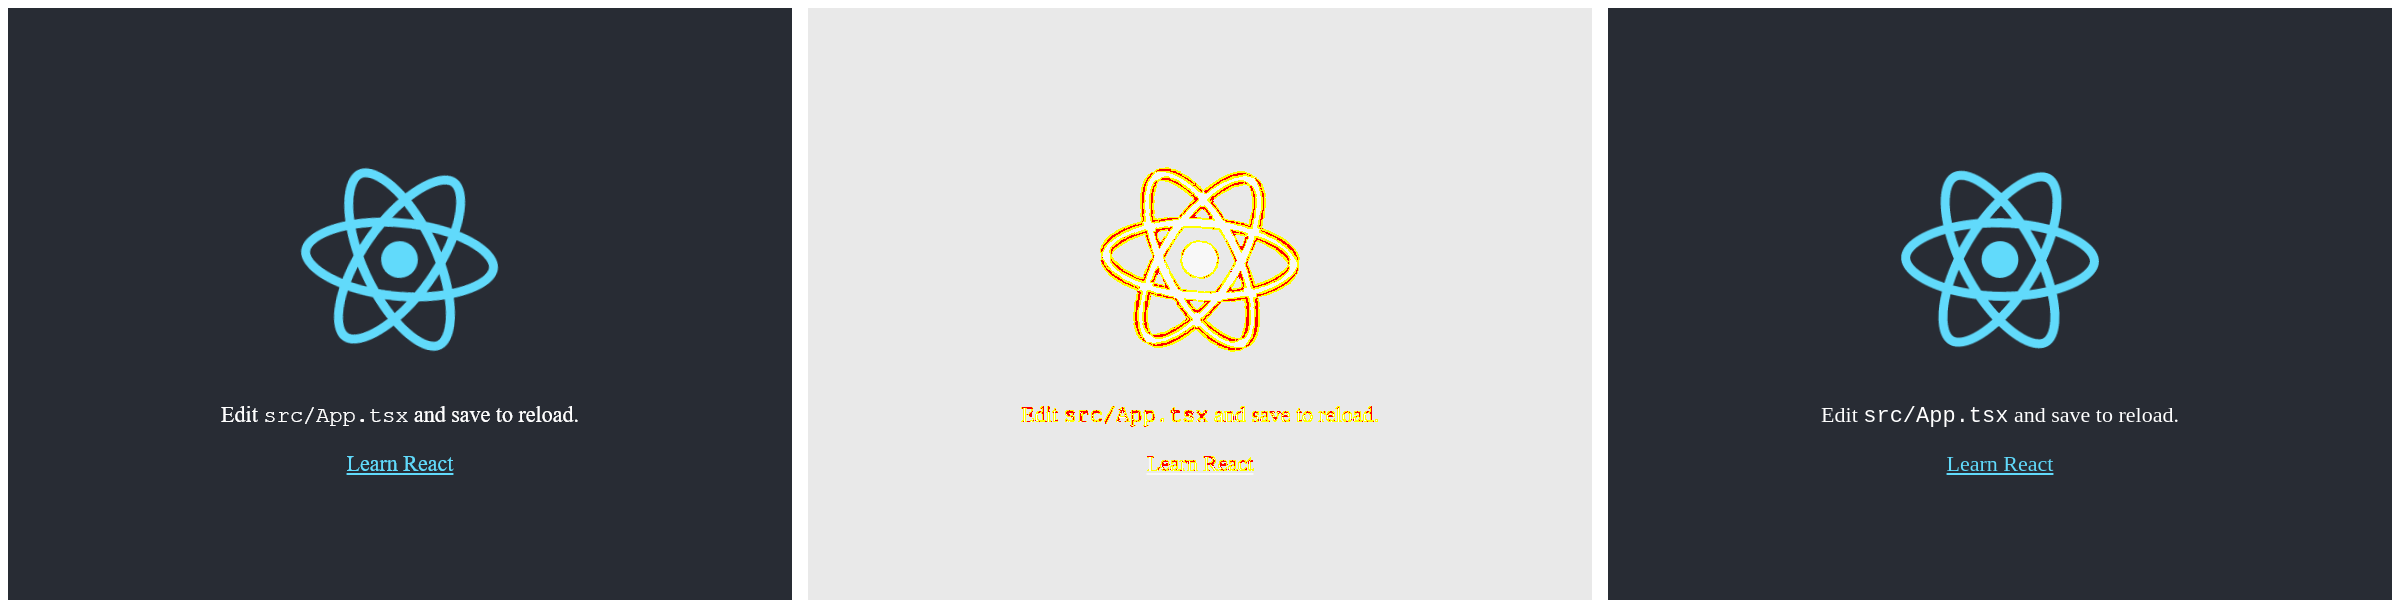 Edit src/App.tsx and save to reload.
Learn React
Edit src/App.tsx and save to reload
Learn React
Edit src/App.tsx and save to reload.
Learn React